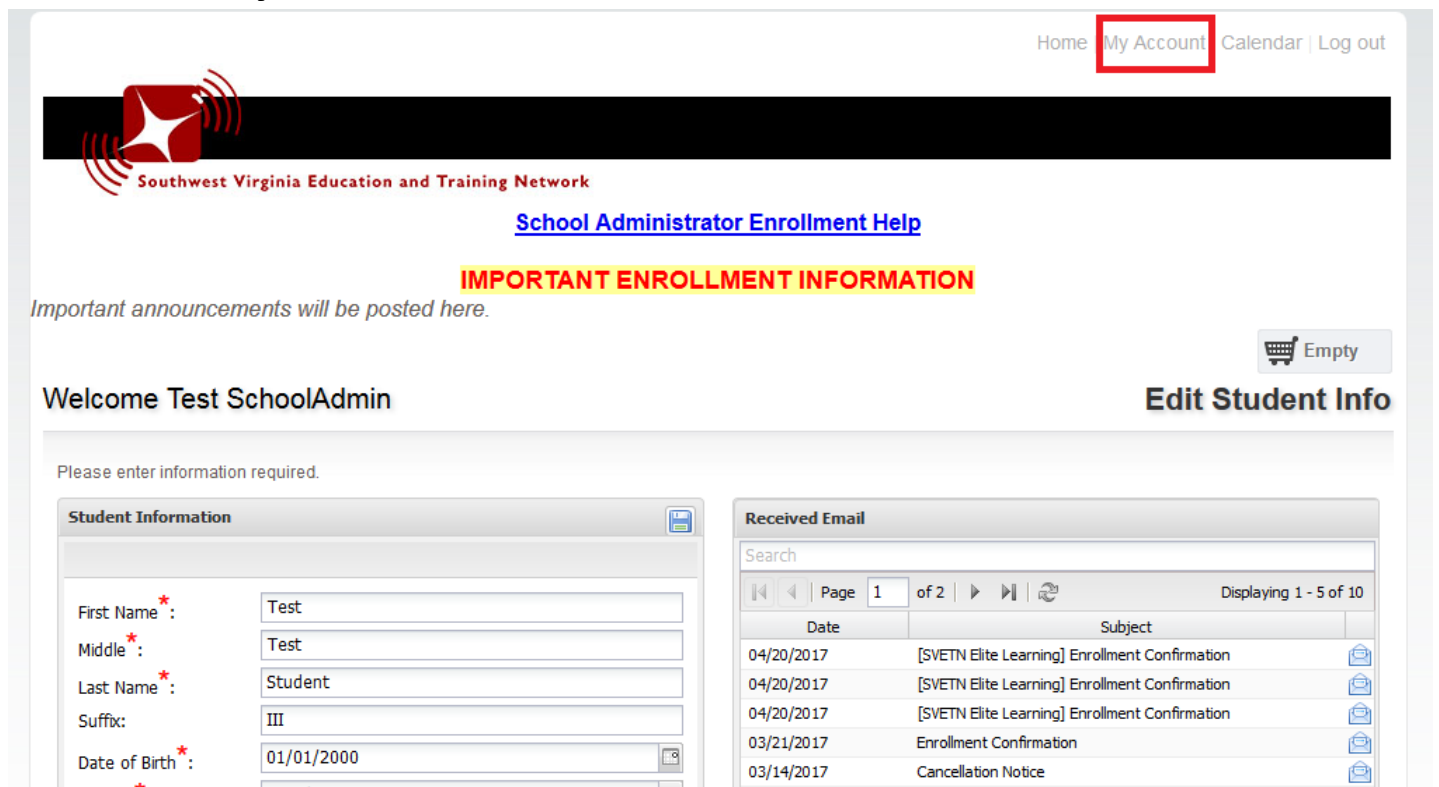 Home | My Account | Calendar | Log out
Southwest Virginia Education and Training Network
School Administrator Enrollment Help
IMPORTANT ENROLLMENT INFORMATION
Important announcements will be posted here.
Empty
Welcome Test SchoolAdmin
Edit Student Info
Please enter information required.
Student Information
First Name*: Test
Middle*: Test
Last Name*: Student
Suffix: III
Date of Birth*: 01/01/2000
Received Email
Search
Page 1 of 2 Displaying 1 - 5 of 10
Date Subject
04/20/2017 [SVETN Elite Learning] Enrollment Confirmation
04/20/2017 [SVETN Elite Learning] Enrollment Confirmation
04/20/2017 [SVETN Elite Learning] Enrollment Confirmation
03/21/2017 Enrollment Confirmation
03/14/2017 Cancellation Notice